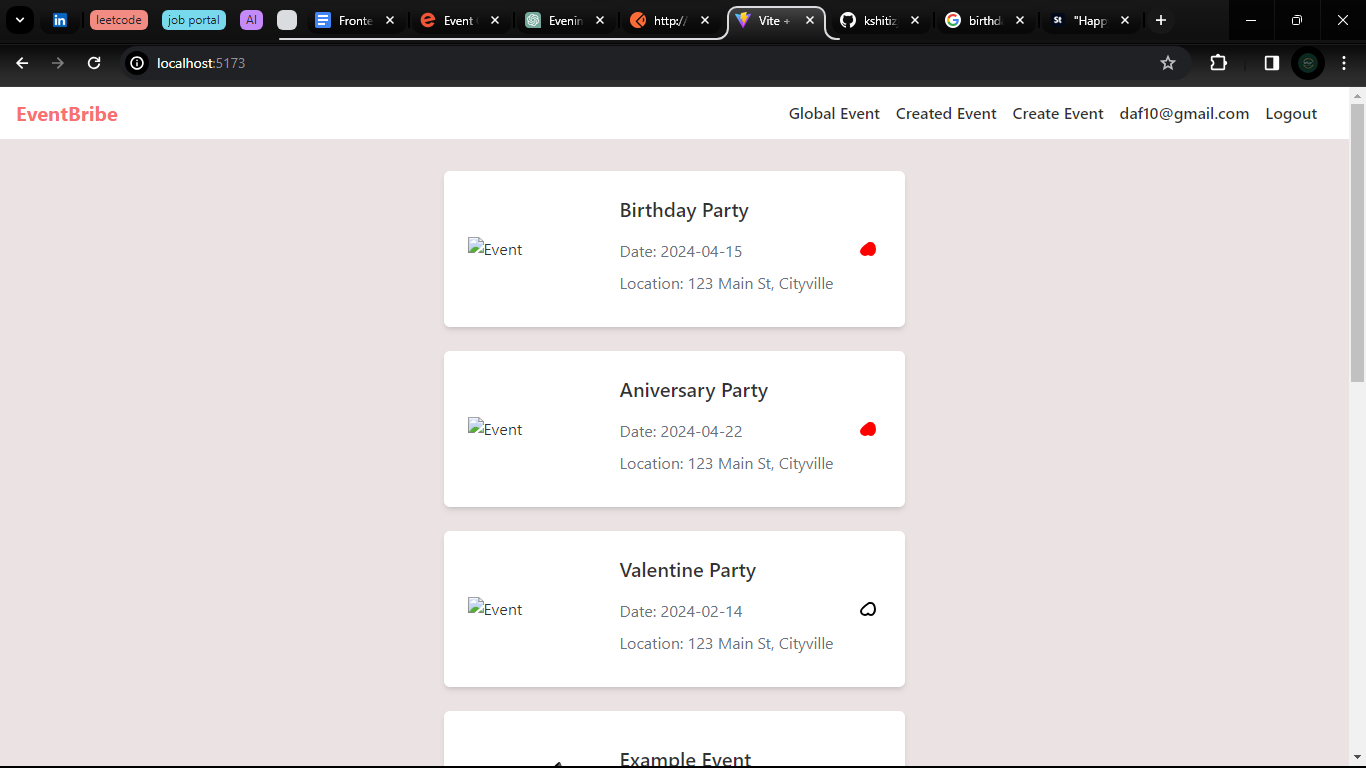 leetcode job portal AI Fronte Event Evenin http:/ Vite + kshitiz birthd "Happ
localhost:5173
EventBribe Global Event Created Event Create Event daf10@gmail.com Logout
Birthday Party
Event Date: 2024-04-15
Location: 123 Main St, Cityville
Aniversary Party
Event Date: 2024-04-22
Location: 123 Main St, Cityville
Valentine Party
Event Date: 2024-02-14
Location: 123 Main St, Cityville
Example Event